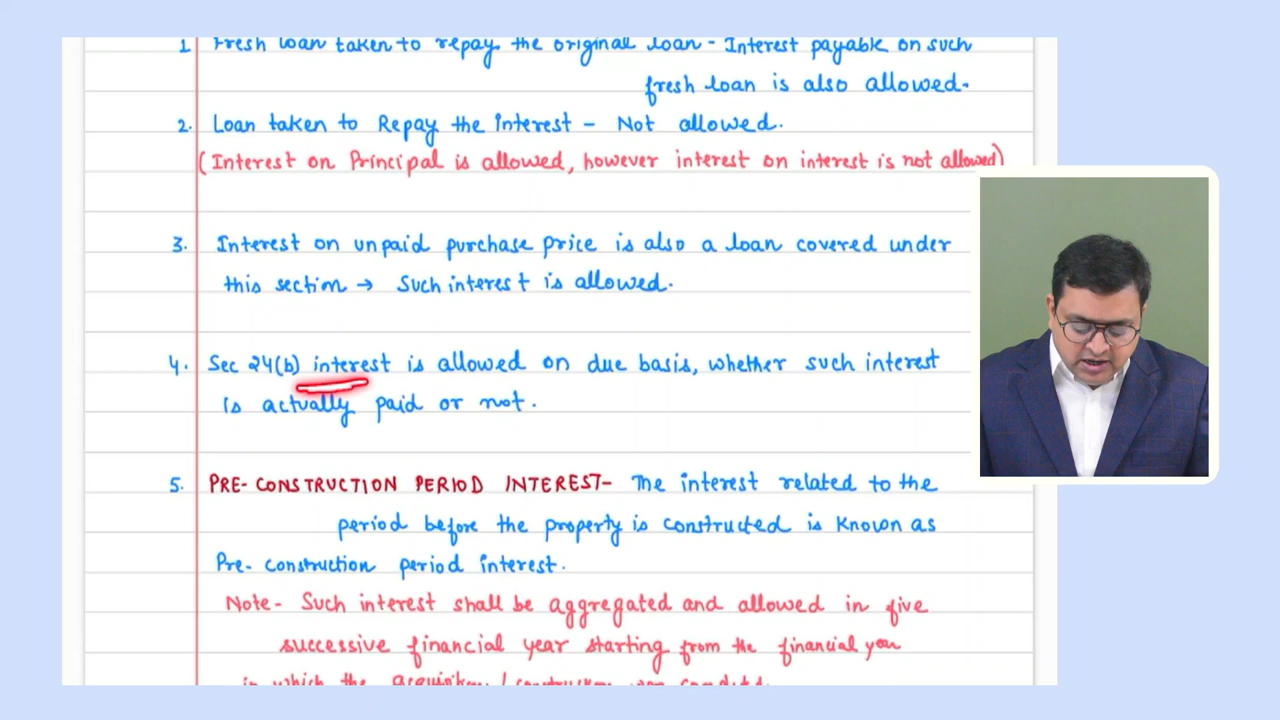 1 Fresh loan taken to repay the original loan - Interest payable on such
fresh loan is also allowed.
2. Loan taken to Repay the interest - Not allowed.
(Interest on Principal is allowed, however interest on interest is not allowed)
3. Interest on unpaid purchase price is also a loan covered under
this section → Such interest is allowed.
4. Sec 24(b) interest is allowed on due basis, whether such interest
is actually paid or not.
5. PRE-CONSTRUCTION PERIOD INTEREST- The interest related to the
period before the property is constructed is known as
Pre-construction period interest.
Note- Such interest shall be aggregated and allowed in five
successive financial year starting from the financial year
in which the acquisition / construction was